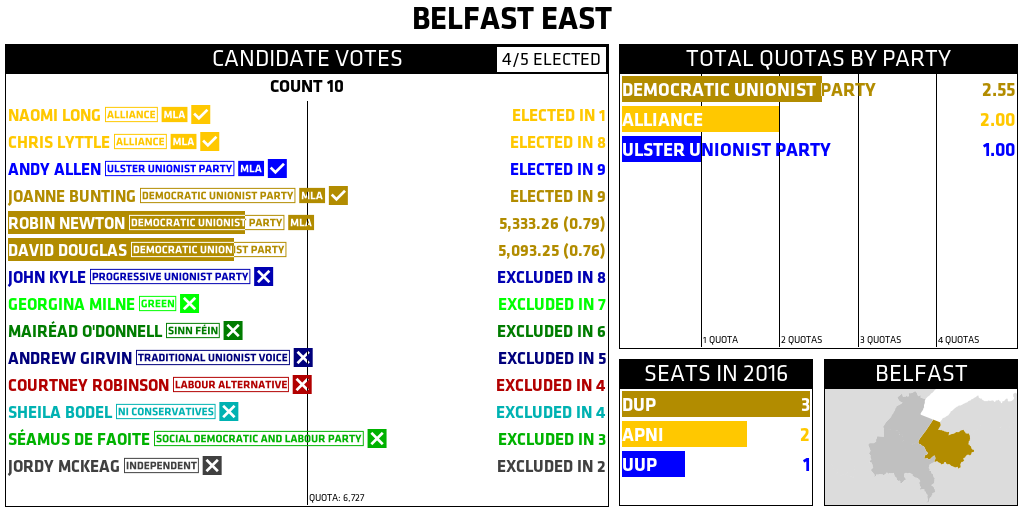 BELFAST EAST
CANDIDATE VOTES 4/5 ELECTED
COUNT 10
NAOMI LONG ALLIANCE MLA ELECTED IN 1
CHRIS LYTTLE ALLIANCE MLA ELECTED IN 8
ANDY ALLEN ULSTER UNIONIST PARTY MLA ELECTED IN 9
JOANNE BUNTING DEMOCRATIC UNIONIST PARTY MLA ELECTED IN 9
ROBIN NEWTON DEMOCRATIC UNIONIST PARTY MLA 5,333.26 (0.79)
DAVID DOUGLAS DEMOCRATIC UNIONIST PARTY 5,093.25 (0.76)
JOHN KYLE PROGRESSIVE UNIONIST PARTY EXCLUDED IN 8
GEORGINA MILNE GREEN EXCLUDED IN 7
MAIRÉAD O'DONNELL SINN FÉIN EXCLUDED IN 6
ANDREW GIRVIN TRADITIONAL UNIONIST VOICE EXCLUDED IN 5
COURTNEY ROBINSON LABOUR ALTERNATIVE EXCLUDED IN 4
SHEILA BODEL NI CONSERVATIVES EXCLUDED IN 4
SÉAMUS DE FAOITE SOCIAL DEMOCRATIC AND LABOUR PARTY EXCLUDED IN 3
JORDY MCKEAG INDEPENDENT EXCLUDED IN 2
QUOTA: 6,727
TOTAL QUOTAS BY PARTY
DEMOCRATIC UNIONIST PARTY 2.55
ALLIANCE 2.00
ULSTER UNIONIST PARTY 1.00
1 QUOTA 2 QUOTAS 3 QUOTAS 4 QUOTAS
SEATS IN 2016
DUP 3
APNI 2
UUP 1
BELFAST